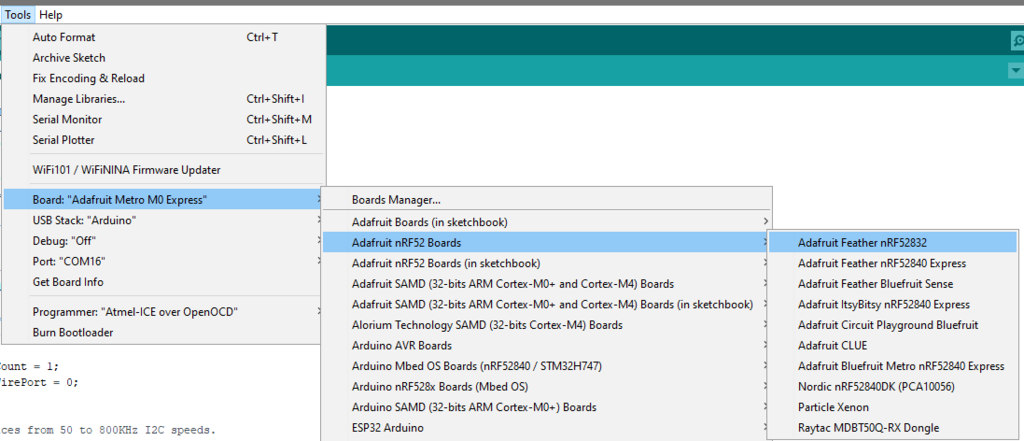 Tools Help
Auto Format Ctrl+T
Archive Sketch
Fix Encoding & Reload
Manage Libraries... Ctrl+Shift+I
Serial Monitor Ctrl+Shift+M
Serial Plotter Ctrl+Shift+L
WiFi101 / WiFiNINA Firmware Updater
Board: "Adafruit Metro M0 Express"
USB Stack: "Arduino"
Debug: "Off"
Port: "COM16"
Get Board Info
Programmer: "Atmel-ICE over OpenOCD"
Burn Bootloader
Boards Manager...
Adafruit Boards (in sketchbook)
Adafruit nRF52 Boards
Adafruit nRF52 Boards (in sketchbook)
Adafruit SAMD (32-bits ARM Cortex-M0+ and Cortex-M4) Boards
Adafruit SAMD (32-bits ARM Cortex-M0+ and Cortex-M4) Boards (in sketchbook)
Alorium Technology SAMD (32-bits Cortex-M4) Boards
Arduino AVR Boards
Arduino Mbed OS Boards (nRF52840 / STM32H747)
Arduino nRF528x Boards (Mbed OS)
Arduino SAMD (32-bits ARM Cortex-M0+) Boards
ESP32 Arduino
Adafruit Feather nRF52832
Adafruit Feather nRF52840 Express
Adafruit Feather Bluefruit Sense
Adafruit ItsyBitsy nRF52840 Express
Adafruit Circuit Playground Bluefruit
Adafruit CLUE
Adafruit Bluefruit Metro nRF52840 Express
Nordic nRF52840DK (PCA10056)
Particle Xenon
Raytac MDBT50Q-RX Dongle
Count = 1;
firePort = 0;
ices from 50 to 800KHz I2C speeds.